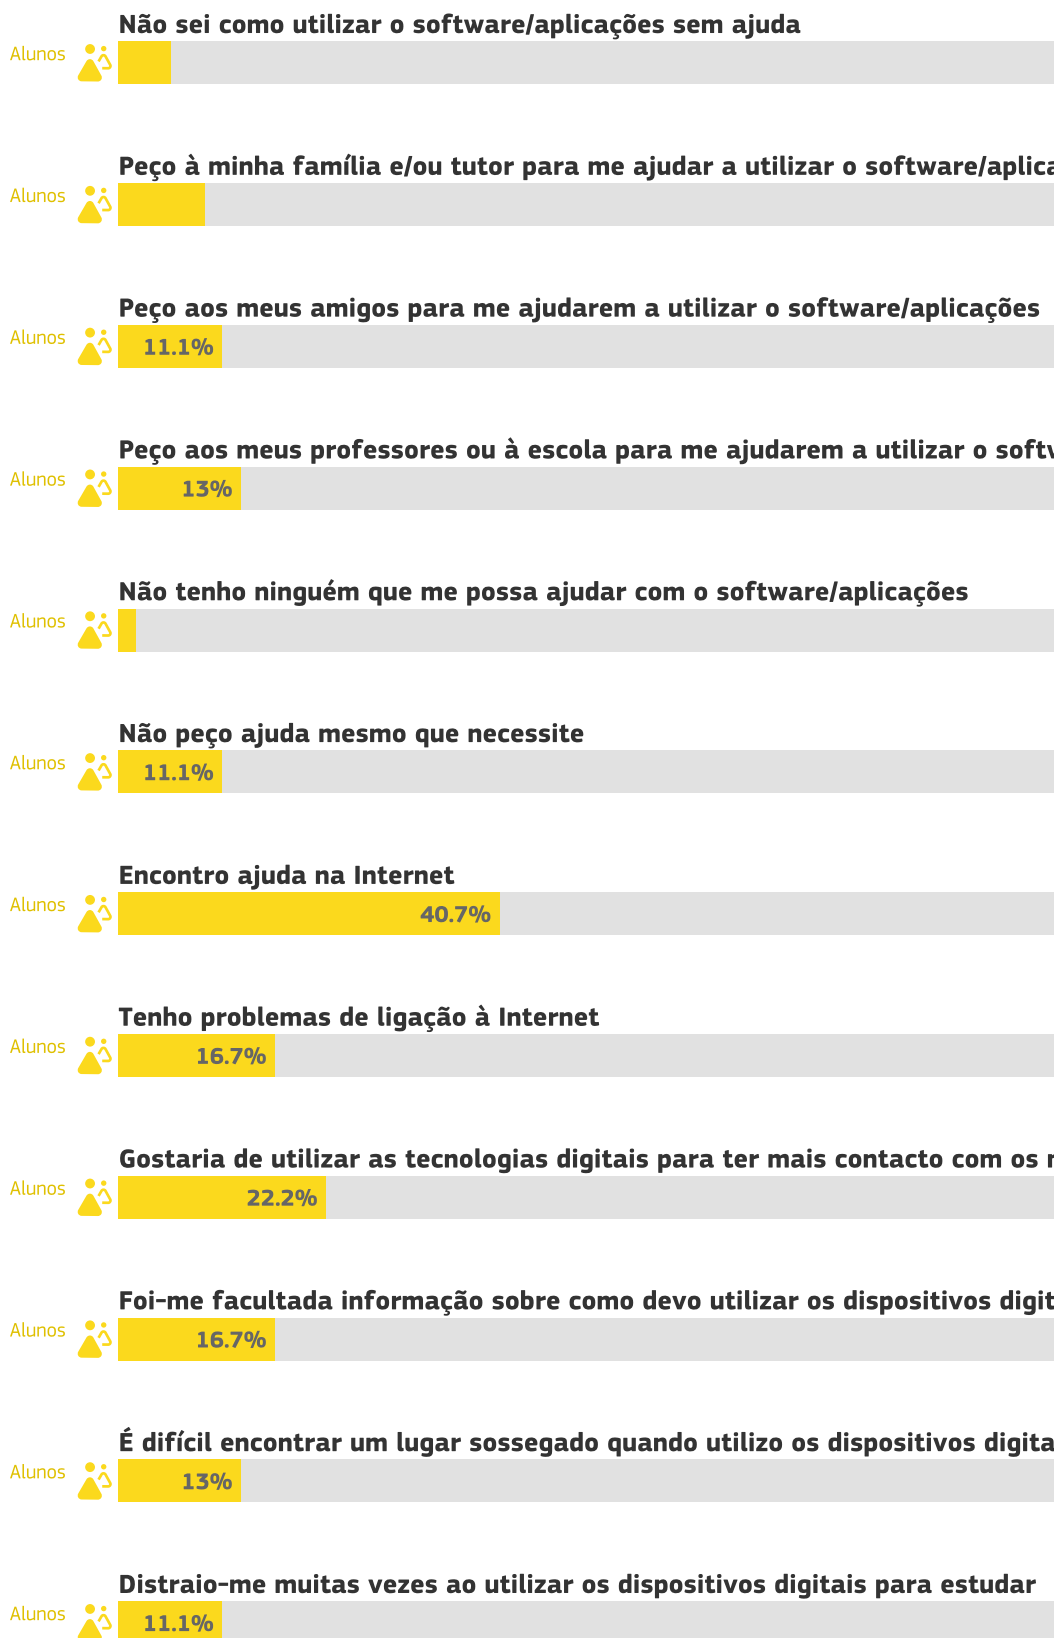 Não sei como utilizar o software/aplicações sem ajuda
Alunos
Peço à minha família e/ou tutor para me ajudar a utilizar o software/aplica
Alunos
Peço aos meus amigos para me ajudarem a utilizar o software/aplicações
Alunos 11.1%
Peço aos meus professores ou à escola para me ajudarem a utilizar o soft
Alunos 13%
Não tenho ninguém que me possa ajudar com o software/aplicações
Alunos
Não peço ajuda mesmo que necessite
Alunos 11.1%
Encontro ajuda na Internet
Alunos 40.7%
Tenho problemas de ligação à Internet
Alunos 16.7%
Gostaria de utilizar as tecnologias digitais para ter mais contacto com os
Alunos 22.2%
Foi-me facultada informação sobre como devo utilizar os dispositivos digit
Alunos 16.7%
É difícil encontrar um lugar sossegado quando utilizo os dispositivos digita
Alunos 13%
Distraio-me muitas vezes ao utilizar os dispositivos digitais para estudar
Alunos 11.1%